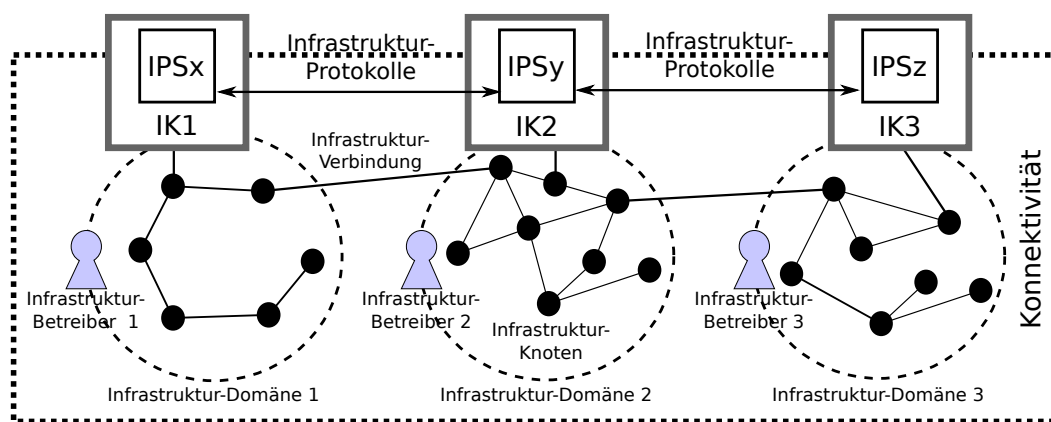 IPSx
IK1
Infrastruktur-
Protokolle
IPSy
IK2
Infrastruktur-
Protokolle
IPSz
IK3
Infrastruktur-
Verbindung
Konnektivität
Infrastruktur-
Betreiber 1
Infrastruktur-
Betreiber 2
Infrastruktur-
Knoten
Infrastruktur-
Betreiber 3
Infrastruktur-Domäne 1
Infrastruktur-Domäne 2
Infrastruktur-Domäne 3